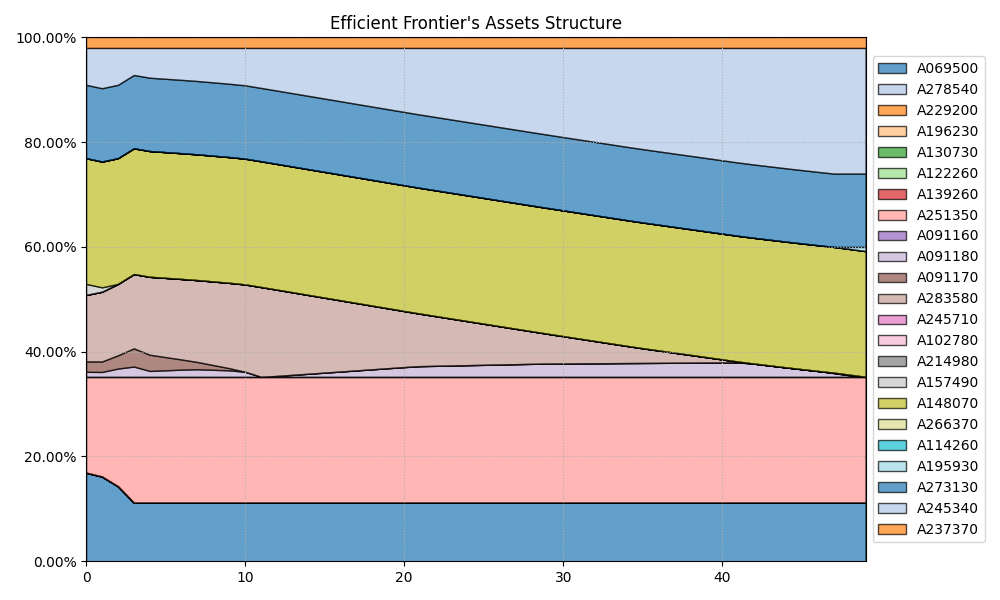 Efficient Frontier's Assets Structure
100.00%
80.00%
60.00%
40.00%
20.00%
0.00%
0
10
20
30
40
A069500
A278540
A229200
A196230
A130730
A122260
A139260
A251350
A091160
A091180
A091170
A283580
A245710
A102780
A214980
A157490
A148070
A266370
A114260
A195930
A273130
A245340
A237370